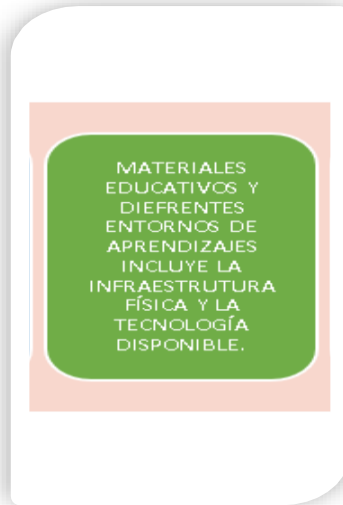 MATERIALES
EDUCATIVOS Y
DIEFRENTES
ENTORNOS DE
APRENDIZAJES
INCLUYE LA
INFRAESTRUTURA
FÍSICA Y LA
TECNOLOGÍA
DISPONIBLE.